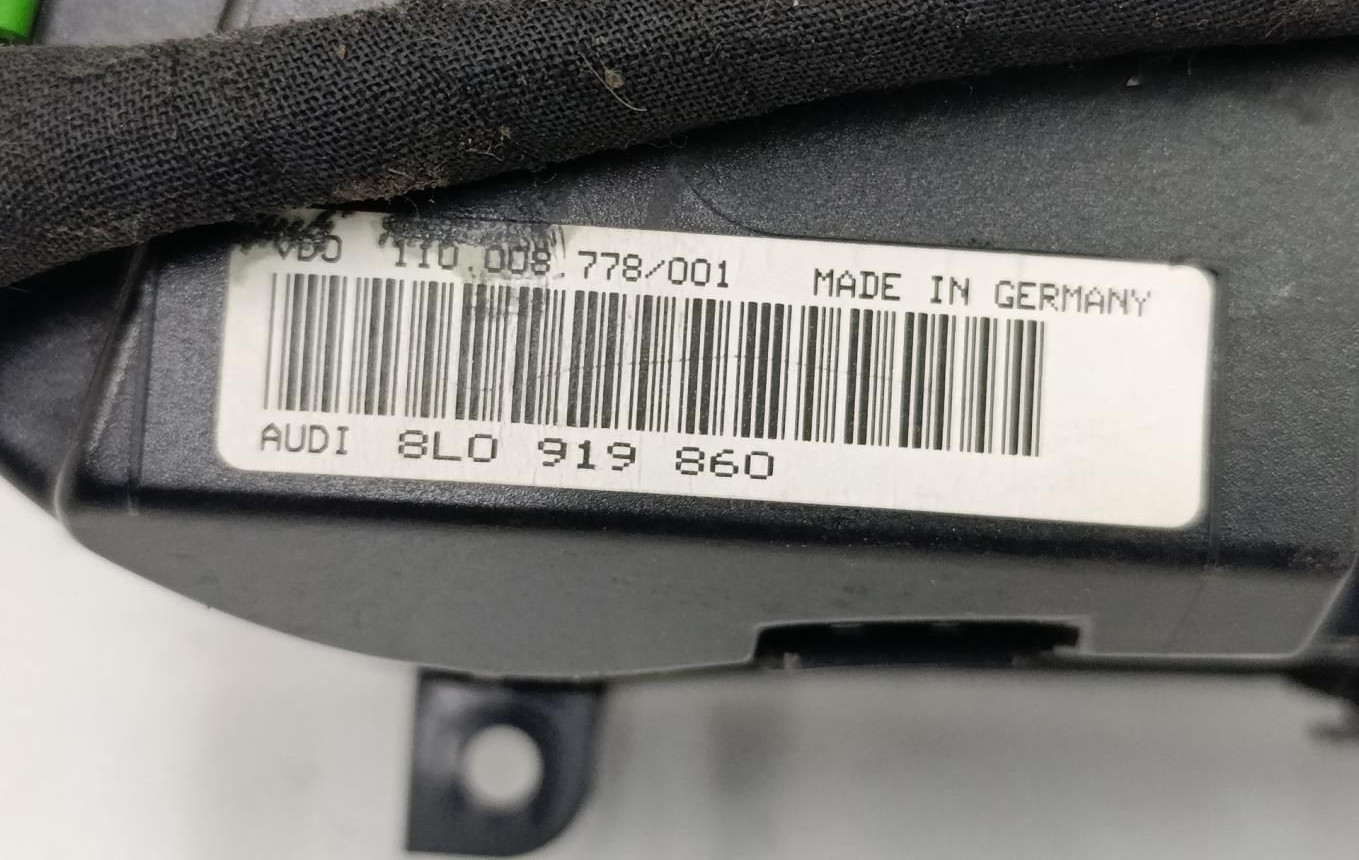 VDO 110.008.778/001 MADE IN GERMANY
AUDI 8L0 919 860